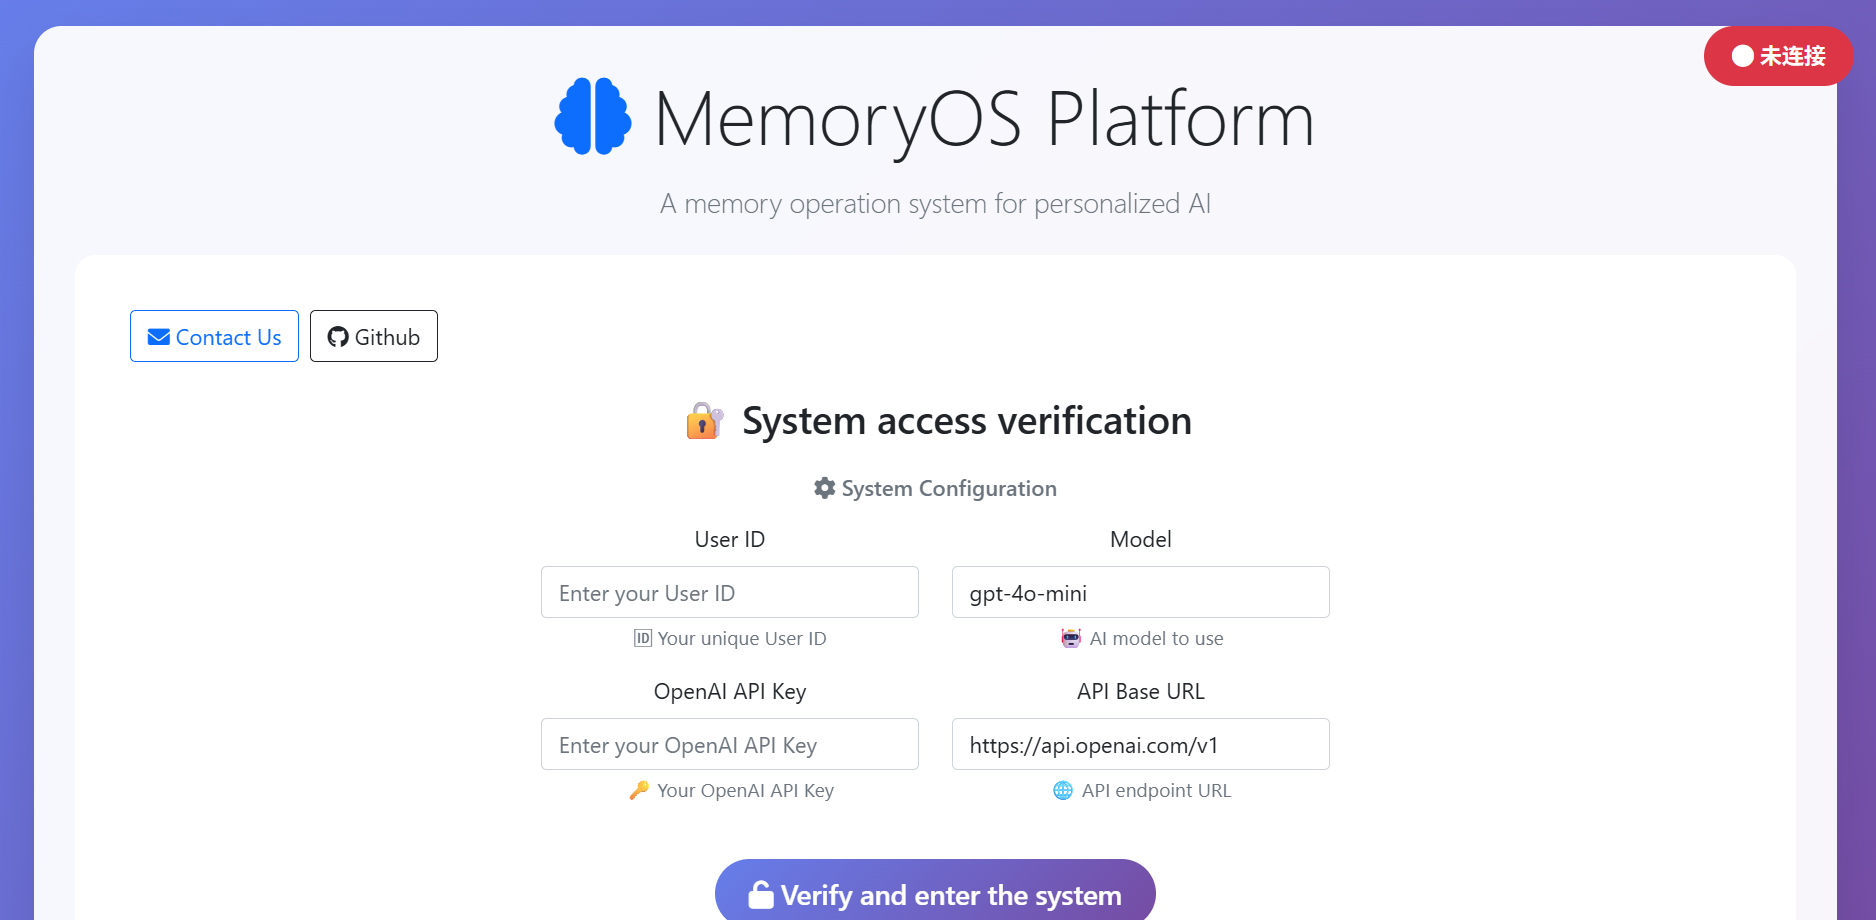 未连接
MemoryOS Platform
A memory operation system for personalized AI
Contact Us
Github
System access verification
System Configuration
User ID
Model
Enter your User ID
gpt-4o-mini
🆔 Your unique User ID
🤖 AI model to use
OpenAI API Key
API Base URL
Enter your OpenAI API Key
https://api.openai.com/v1
🔑 Your OpenAI API Key
🌐 API endpoint URL
Verify and enter the system